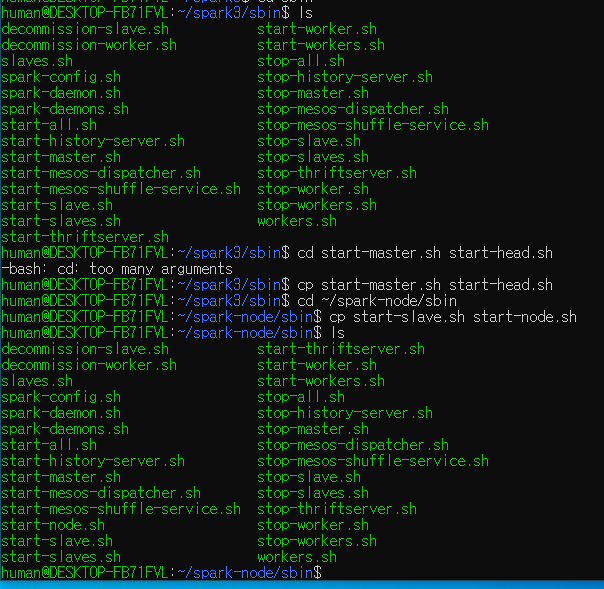 human@DESKTOP-FB71FVL:~/spark3/sbin$ ls
decommission-slave.sh start-worker.sh
decommission-worker.sh start-workers.sh
slaves.sh stop-all.sh
spark-config.sh stop-history-server.sh
spark-daemon.sh stop-master.sh
spark-daemons.sh stop-mesos-dispatcher.sh
start-all.sh stop-mesos-shuffle-service.sh
start-history-server.sh stop-slave.sh
start-master.sh stop-slaves.sh
start-mesos-dispatcher.sh stop-thriftserver.sh
start-mesos-shuffle-service.sh stop-worker.sh
start-slave.sh stop-workers.sh
start-slaves.sh workers.sh
start-thriftserver.sh
human@DESKTOP-FB71FVL:~/spark3/sbin$ cd start-master.sh start-head.sh
-bash: cd: too many arguments
human@DESKTOP-FB71FVL:~/spark3/sbin$ cp start-master.sh start-head.sh
human@DESKTOP-FB71FVL:~/spark3/sbin$ cd ~/spark-node/sbin
human@DESKTOP-FB71FVL:~/spark-node/sbin$ cp start-slave.sh start-node.sh
human@DESKTOP-FB71FVL:~/spark-node/sbin$ ls
decommission-slave.sh start-thriftserver.sh
decommission-worker.sh start-worker.sh
slaves.sh start-workers.sh
spark-config.sh stop-all.sh
spark-daemon.sh stop-history-server.sh
spark-daemons.sh stop-master.sh
start-all.sh stop-mesos-dispatcher.sh
start-history-server.sh stop-mesos-shuffle-service.sh
start-master.sh stop-slave.sh
start-mesos-dispatcher.sh stop-slaves.sh
start-mesos-shuffle-service.sh stop-thriftserver.sh
start-node.sh stop-worker.sh
start-slave.sh stop-workers.sh
start-slaves.sh workers.sh
human@DESKTOP-FB71FVL:~/spark-node/sbin$